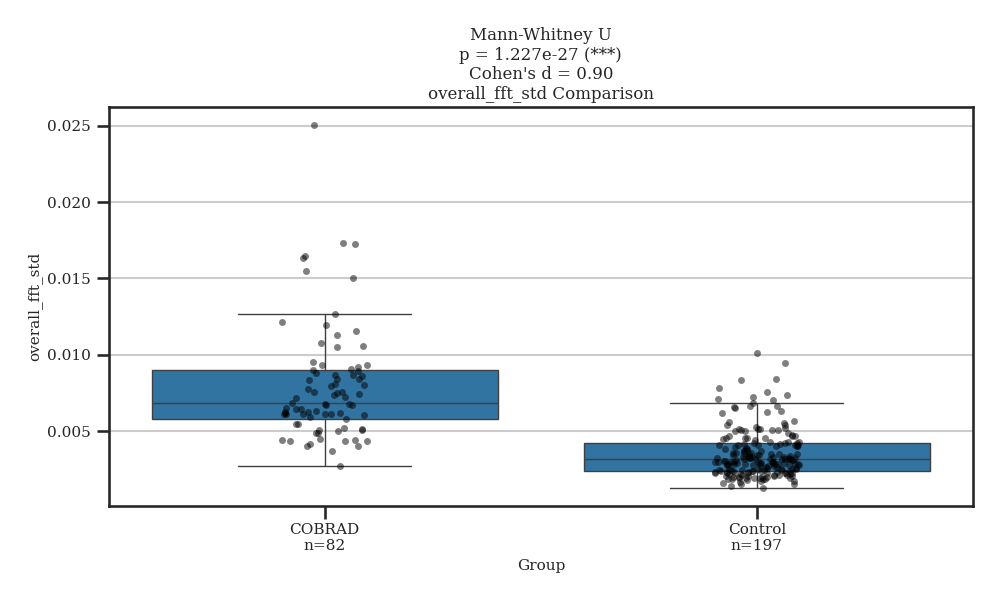 Mann-Whitney U
p = 1.227e-27 (***)
Cohen's d = 0.90
overall_fft_std Comparison
overall_fft_std
0.025
0.020
0.015
0.010
0.005
COBRAD
n=82
Control
n=197
Group